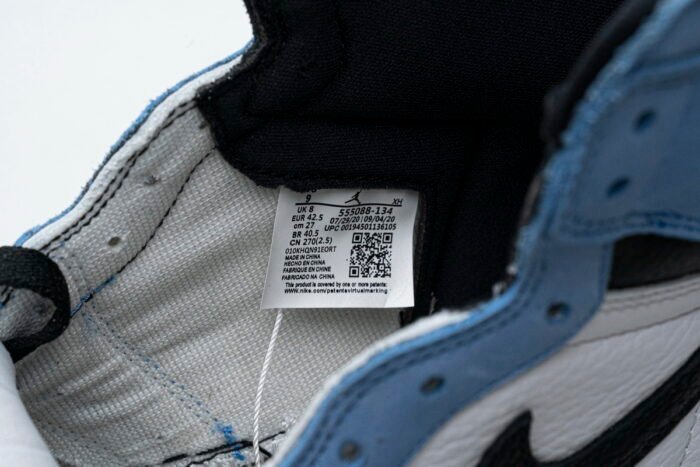 9 XH
UK 8 555088-134
EUR 42.5 07/29/20 | 09/04/20
cm 27 UPC 00194501136105
BR 40.5
CN 270(2.5)
010KHQN91EORT
MADE IN CHINA
HECHO EN CHINA
FABRIQUE EN CHINE
FABRICADO NA CHINA
This product is covered by one or more patents:
www.nike.com/patentsvirtualmarking